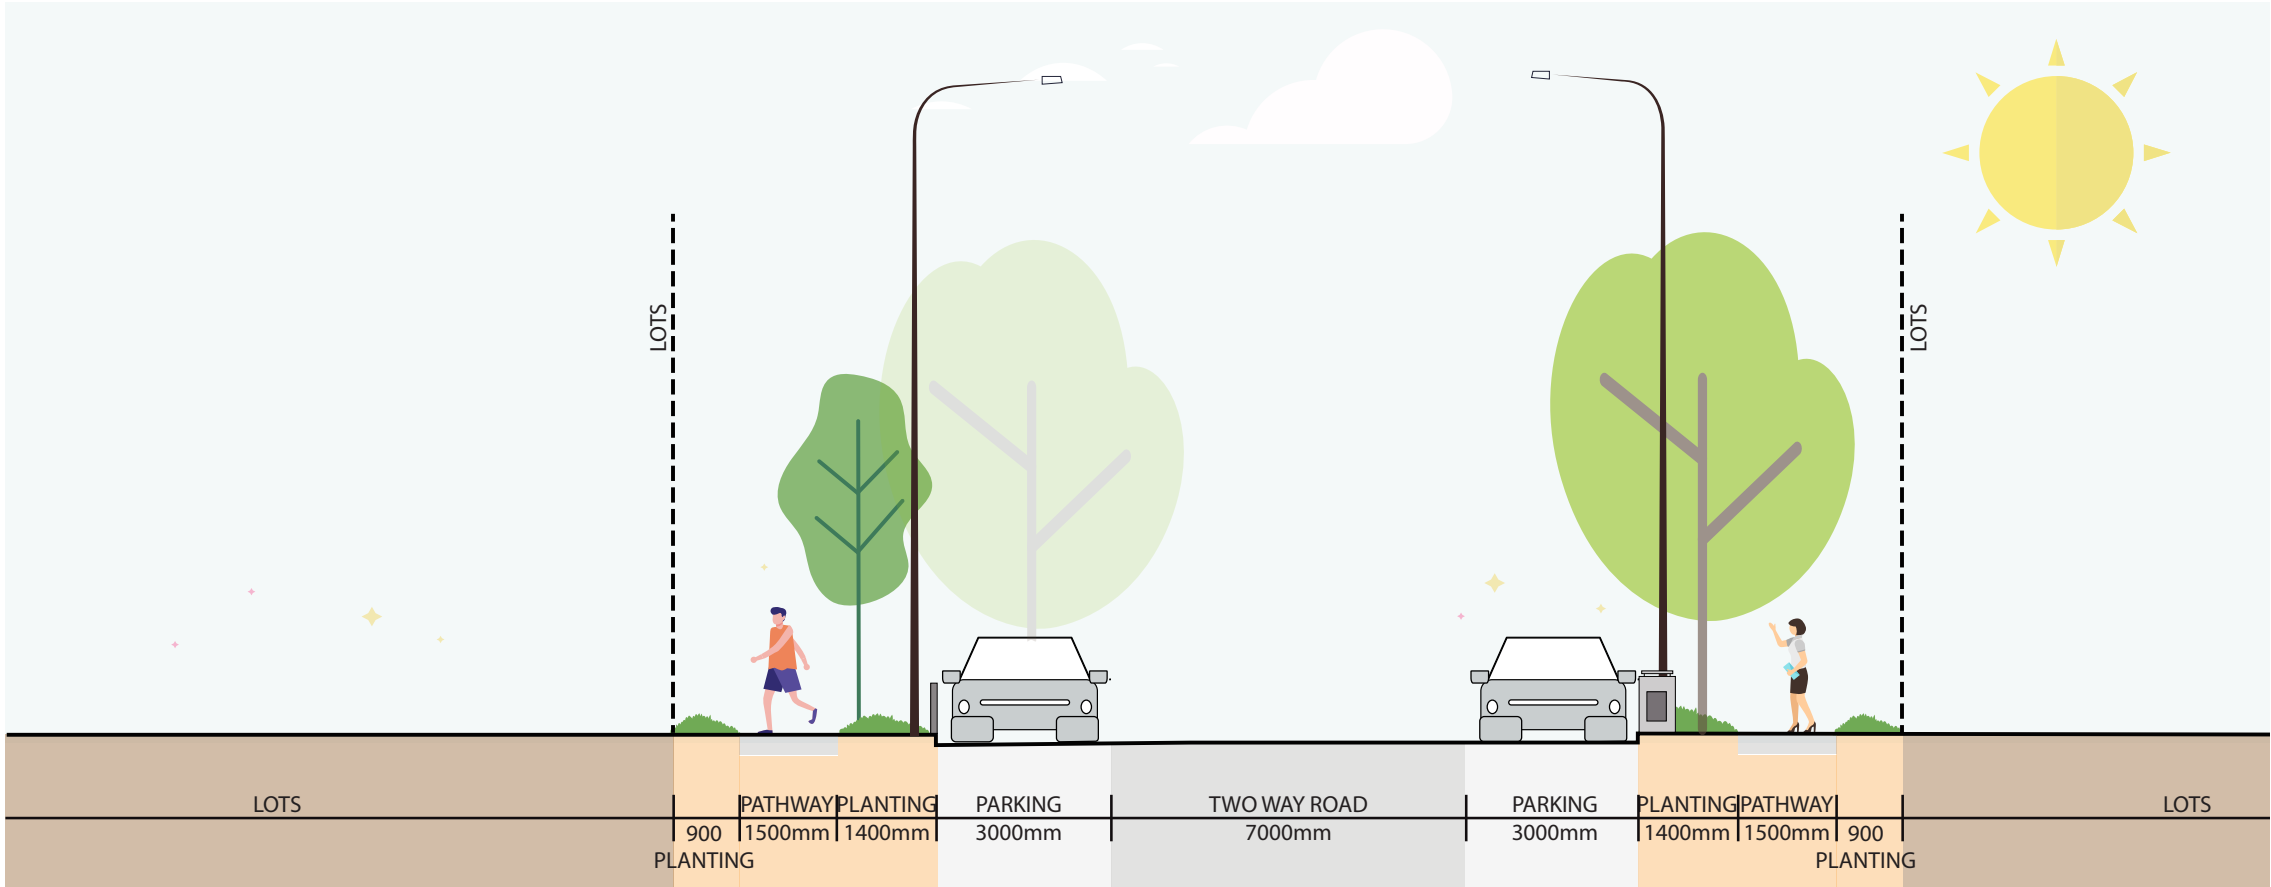 LOTS
LOTS
LOTS
PATHWAY
PLANTING
PARKING
TWO WAY ROAD
PARKING
PLANTING
PATHWAY
LOTS
900
1500mm
1400mm
3000mm
7000mm
3000mm
1400mm
1500mm
900
PLANTING
PLANTING